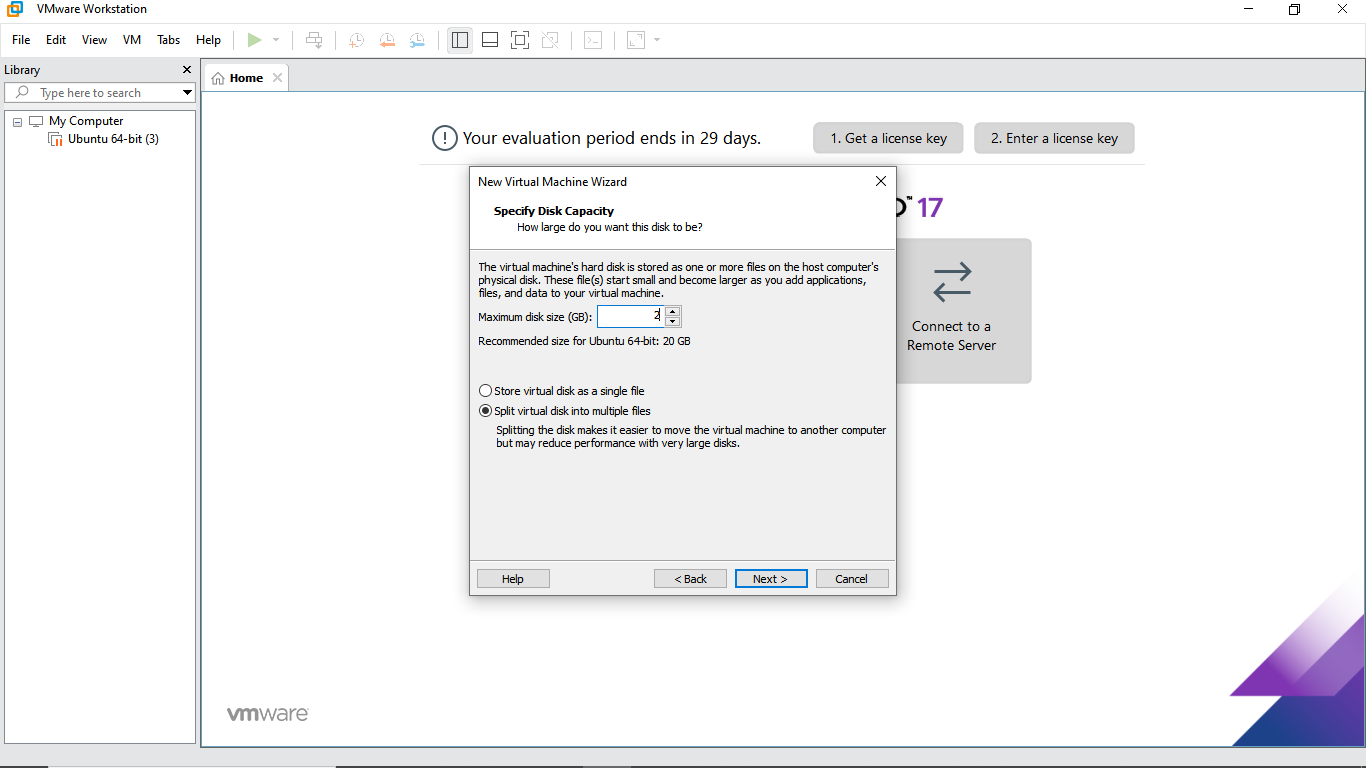 VMware Workstation
File Edit View VM Tabs Help
Library
Type here to search
My Computer
Ubuntu 64-bit (3)
Home
! Your evaluation period ends in 29 days. 1. Get a license key 2. Enter a license key
™ 17
Connect to a
Remote Server
New Virtual Machine Wizard
Specify Disk Capacity
How large do you want this disk to be?
The virtual machine's hard disk is stored as one or more files on the host computer's
physical disk. These file(s) start small and become larger as you add applications,
files, and data to your virtual machine.
Maximum disk size (GB): 2
Recommended size for Ubuntu 64-bit: 20 GB
Store virtual disk as a single file
Split virtual disk into multiple files
Splitting the disk makes it easier to move the virtual machine to another computer
but may reduce performance with very large disks.
Help < Back Next > Cancel
vmware